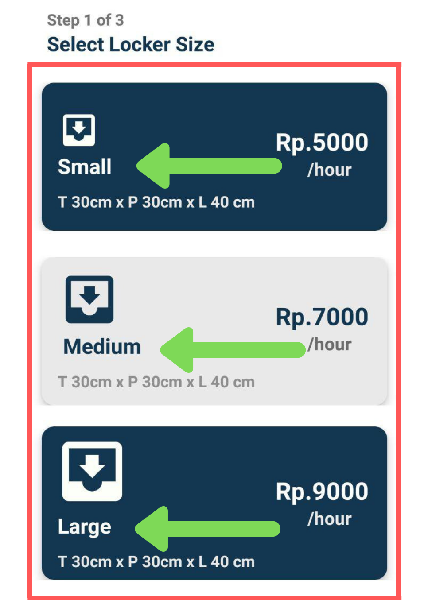 Step 1 of 3
Select Locker Size
Small
Rp.5000
/hour
T 30cm x P 30cm x L 40 cm
Medium
Rp.7000
/hour
T 30cm x P 30cm x L 40 cm
Large
Rp.9000
/hour
T 30cm x P 30cm x L 40 cm